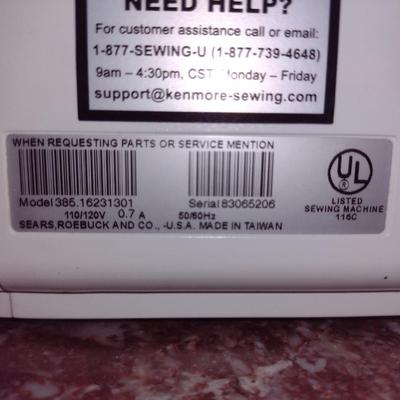 NEED HELP?
For customer assistance call or email:
1-877-SEWING-U (1-877-739-4648)
9am – 4:30pm, CST, Monday – Friday
support@kenmore-sewing.com
WHEN REQUESTING PARTS OR SERVICE MENTION
Model 385.16231301 Serial 83065206
110/120V 0.7 A 50/60Hz
SEARS, ROEBUCK AND CO., -U.S.A. MADE IN TAIWAN
UL
®
LISTED
SEWING MACHINE
116C